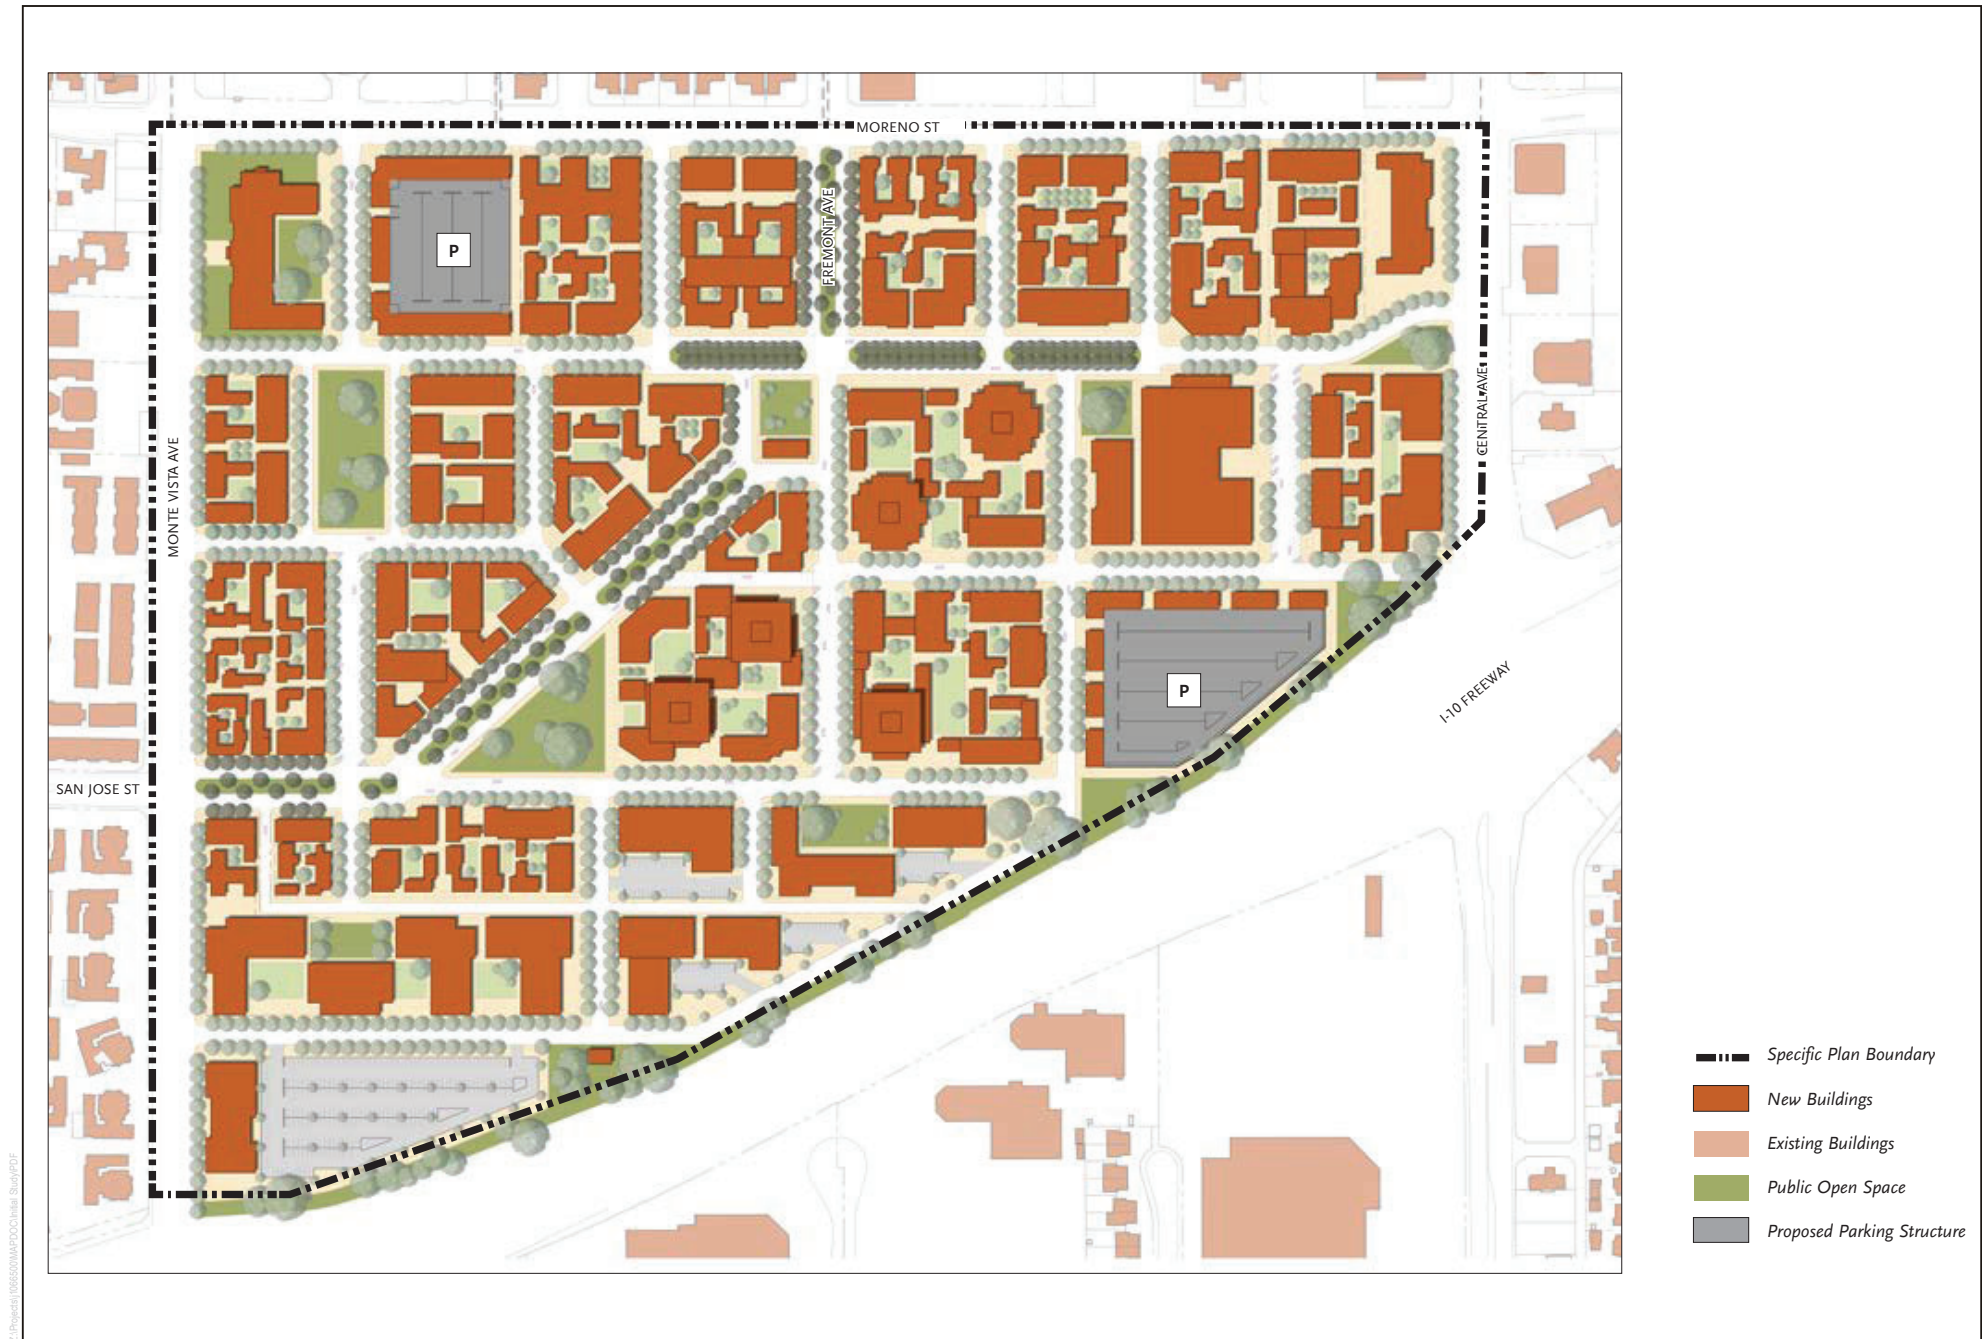 MORENO ST
FREMONT AVE
P
MONTE VISTA AVE
CENTRAL AVE
SAN JOSE ST
P
I-10 FREEWAY
Specific Plan Boundary
New Buildings
Existing Buildings
Public Open Space
Proposed Parking Structure